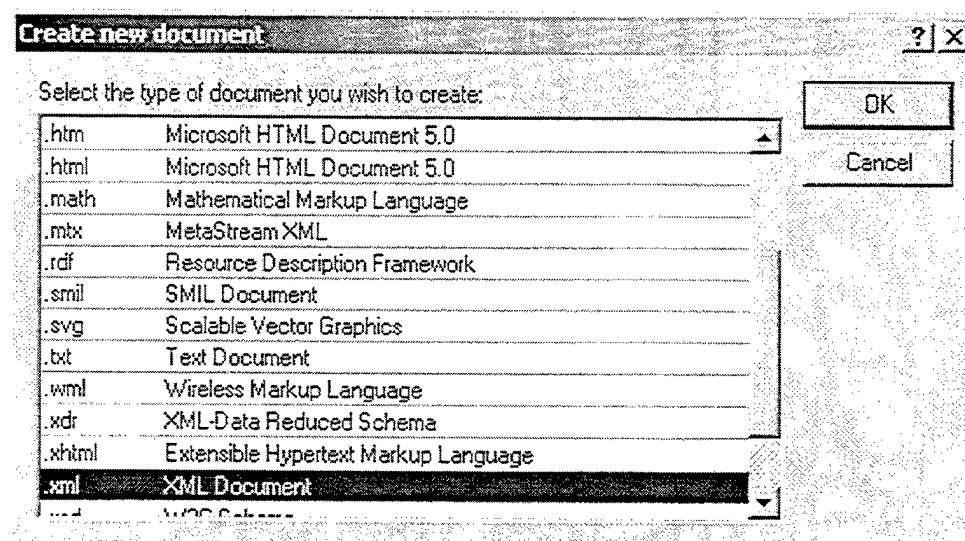 Create new document ? ×
Select the type of document you wish to create:
OK
Cancel
.htm Microsoft HTML Document 5.0
.html Microsoft HTML Document 5.0
.math Mathematical Markup Language
.mtx MetaStream XML
.rdf Resource Description Framework
.smil SMIL Document
.svg Scalable Vector Graphics
.txt Text Document
.wml Wireless Markup Language
.xdr XML-Data Reduced Schema
.xhtml Extensible Hypertext Markup Language
.xml XML Document